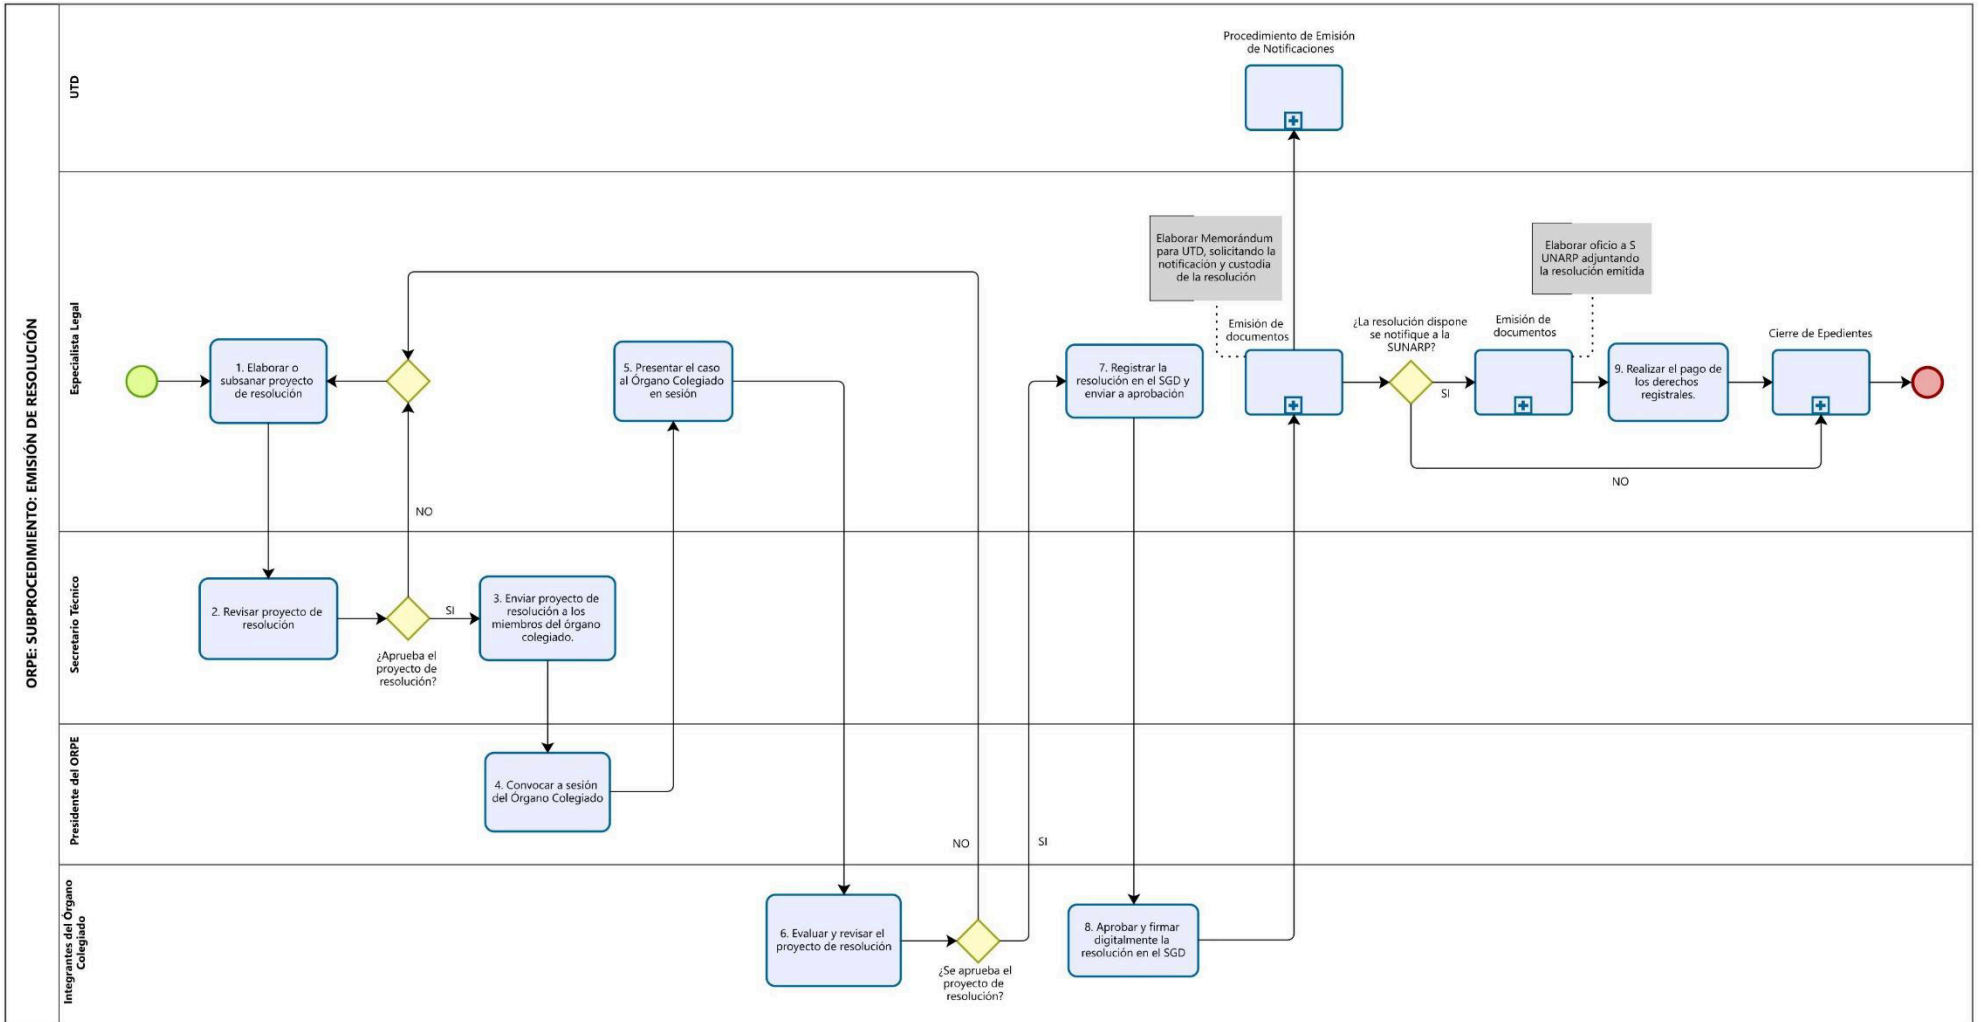 ORPE: SUBPROCEDIMIENTO: EMISIÓN DE RESOLUCIÓN
UTD
Procedimiento de Emisión
de Notificaciones
Especialista Legal
1. Elaborar o
subsanar proyecto
de resolución
NO
5. Presentar el caso
al Órgano Colegiado
en sesión
7. Registrar la
resolución en el SGD y
enviar a aprobación
Elaborar Memorándum
para UTD, solicitando la
notificación y custodia
de la resolución
Emisión de
documentos
¿La resolución dispone
se notifique a la
SUNARP?
SI
NO
Elaborar oficio a S
UNARP adjuntando
la resolución emitida
Emisión de
documentos
9. Realizar el pago de
los derechos
registrales.
Cierre de Epedientes
Secretario Técnico
2. Revisar proyecto de
resolución
¿Aprueba el
proyecto de
resolución?
SI
3. Enviar proyecto de
resolución a los
miembros del órgano
colegiado.
Presidente del ORPE
4. Convocar a sesión
del Órgano Colegiado
NO
SI
Integrantes del Órgano
Colegiado
6. Evaluar y revisar el
proyecto de resolución
¿Se aprueba el
proyecto de
resolución?
8. Aprobar y firmar
digitalmente la
resolución en el SGD